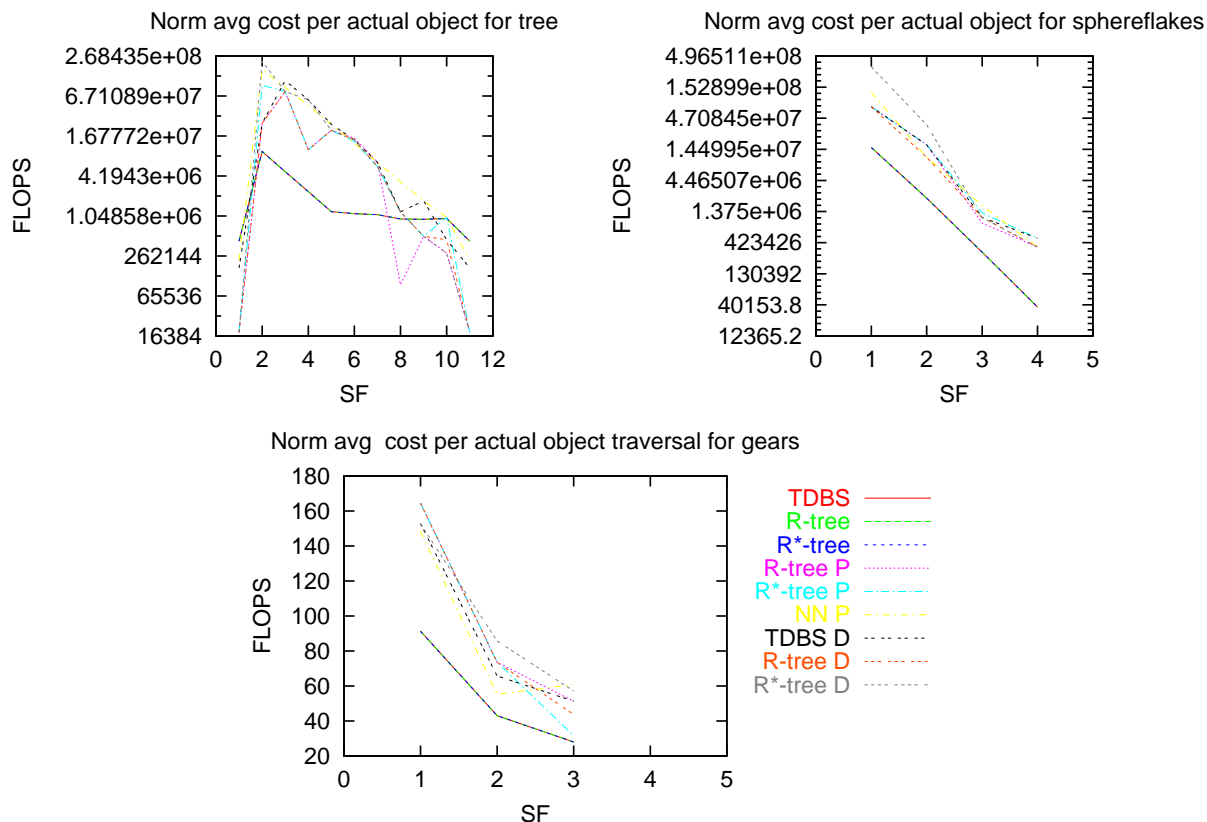 Norm avg cost per actual object for tree
2.68435e+08
6.71089e+07
1.67772e+07
4.1943e+06
1.04858e+06
262144
65536
16384
0 2 4 6 8 10 12
FLOPS
SF
Norm avg cost per actual object for sphereflakes
4.96511e+08
1.52899e+08
4.70845e+07
1.44995e+07
4.46507e+06
1.375e+06
423426
130392
40153.8
12365.2
0 1 2 3 4 5
FLOPS
SF
Norm avg cost per actual object traversal for gears
180
160
140
120
100
80
60
40
20
0 1 2 3 4 5
FLOPS
SF
TDBS
R-tree
R*-tree
R-tree P
R*-tree P
NN P
TDBS D
R-tree D
R*-tree D